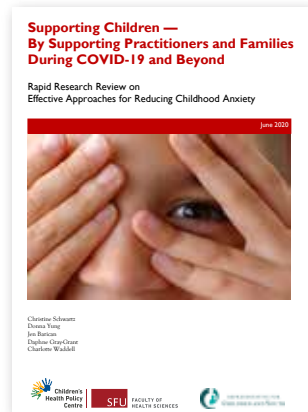 Supporting Children —
By Supporting Practitioners and Families
During COVID-19 and Beyond
Rapid Research Review on
Effective Approaches for Reducing Childhood Anxiety
June 2020
Christine Schwartz
Donna Yung
Jen Barican
Daphne Gray-Grant
Charlotte Waddell
Children's
Health Policy
Centre
SFU
FACULTY OF
HEALTH SCIENCES